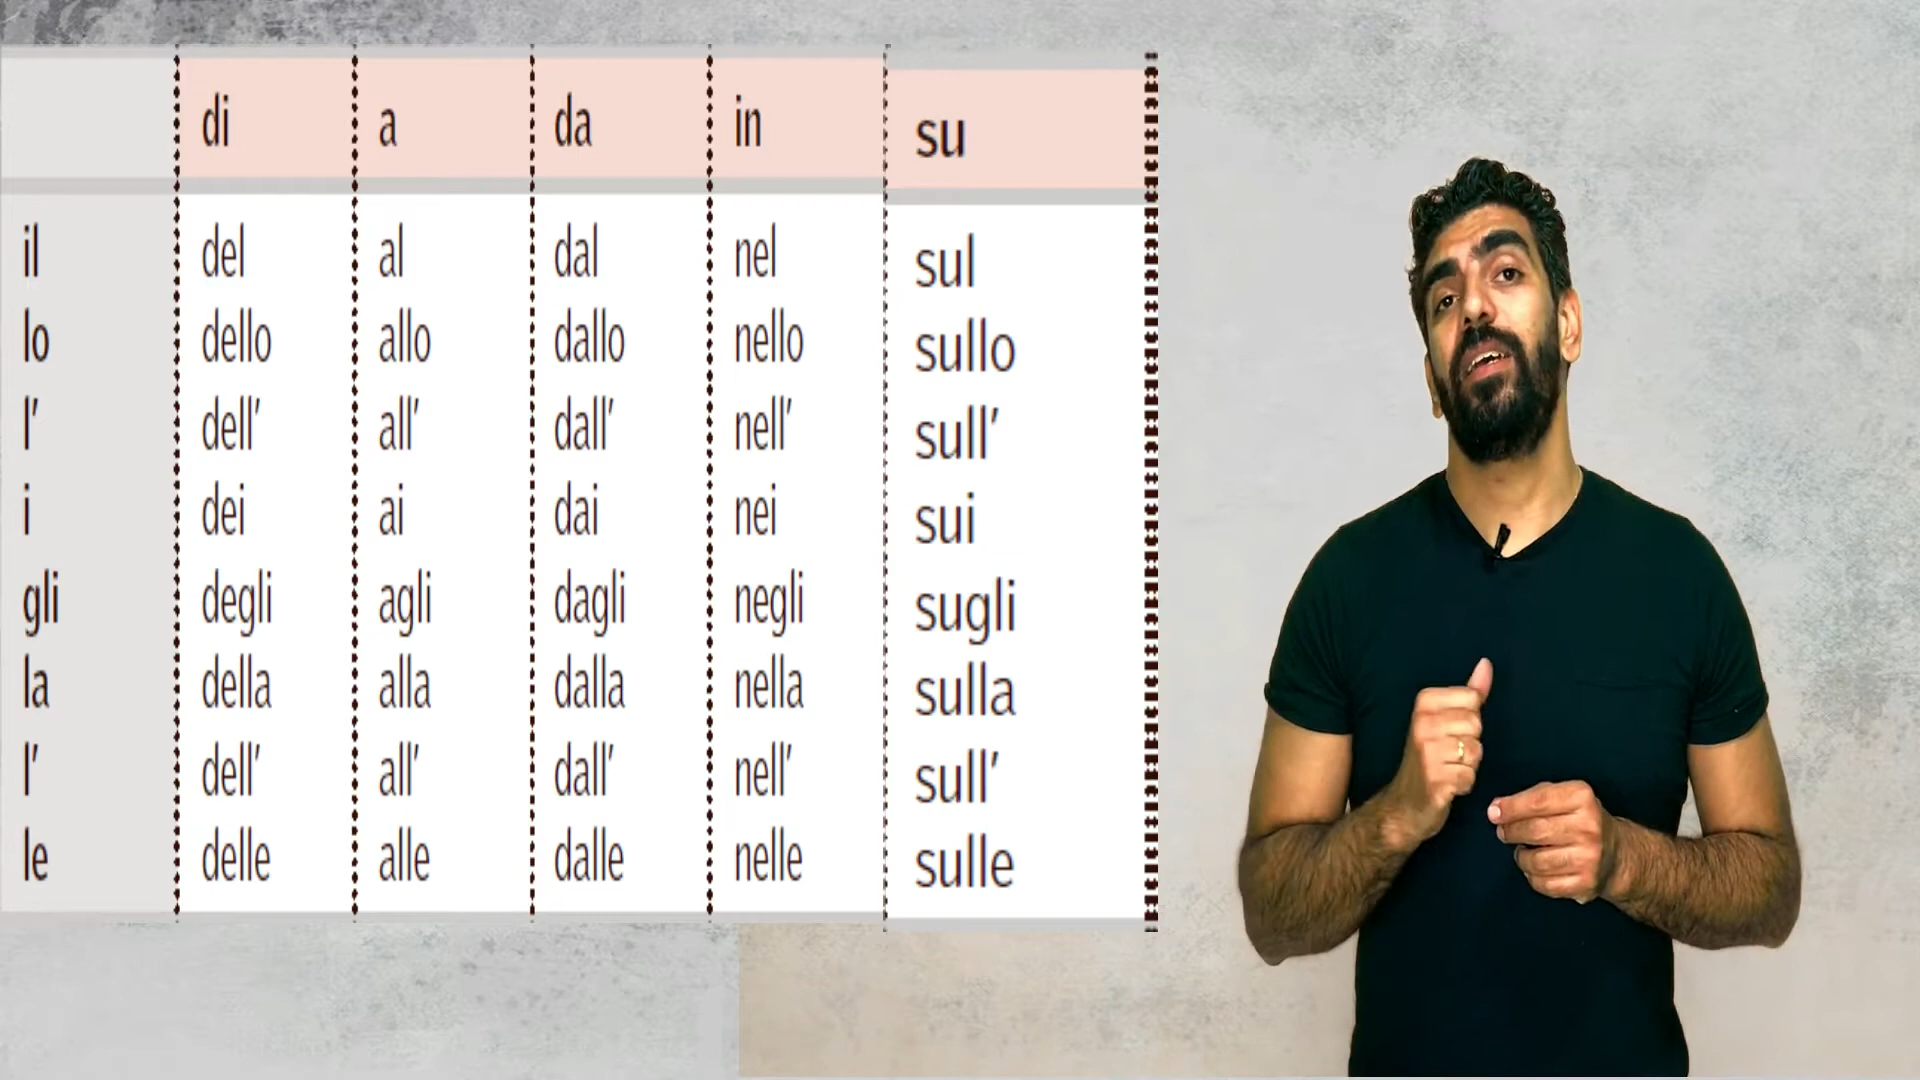 di a da in su
il del al dal nel sul
lo dello allo dallo nello sullo
l’ dell’ all’ dall’ nell’ sull’
i dei ai dai nei sui
gli degli agli dagli negli sugli
la della alla dalla nella sulla
l’ dell’ all’ dall’ nell’ sull’
le delle alle dalle nelle sulle